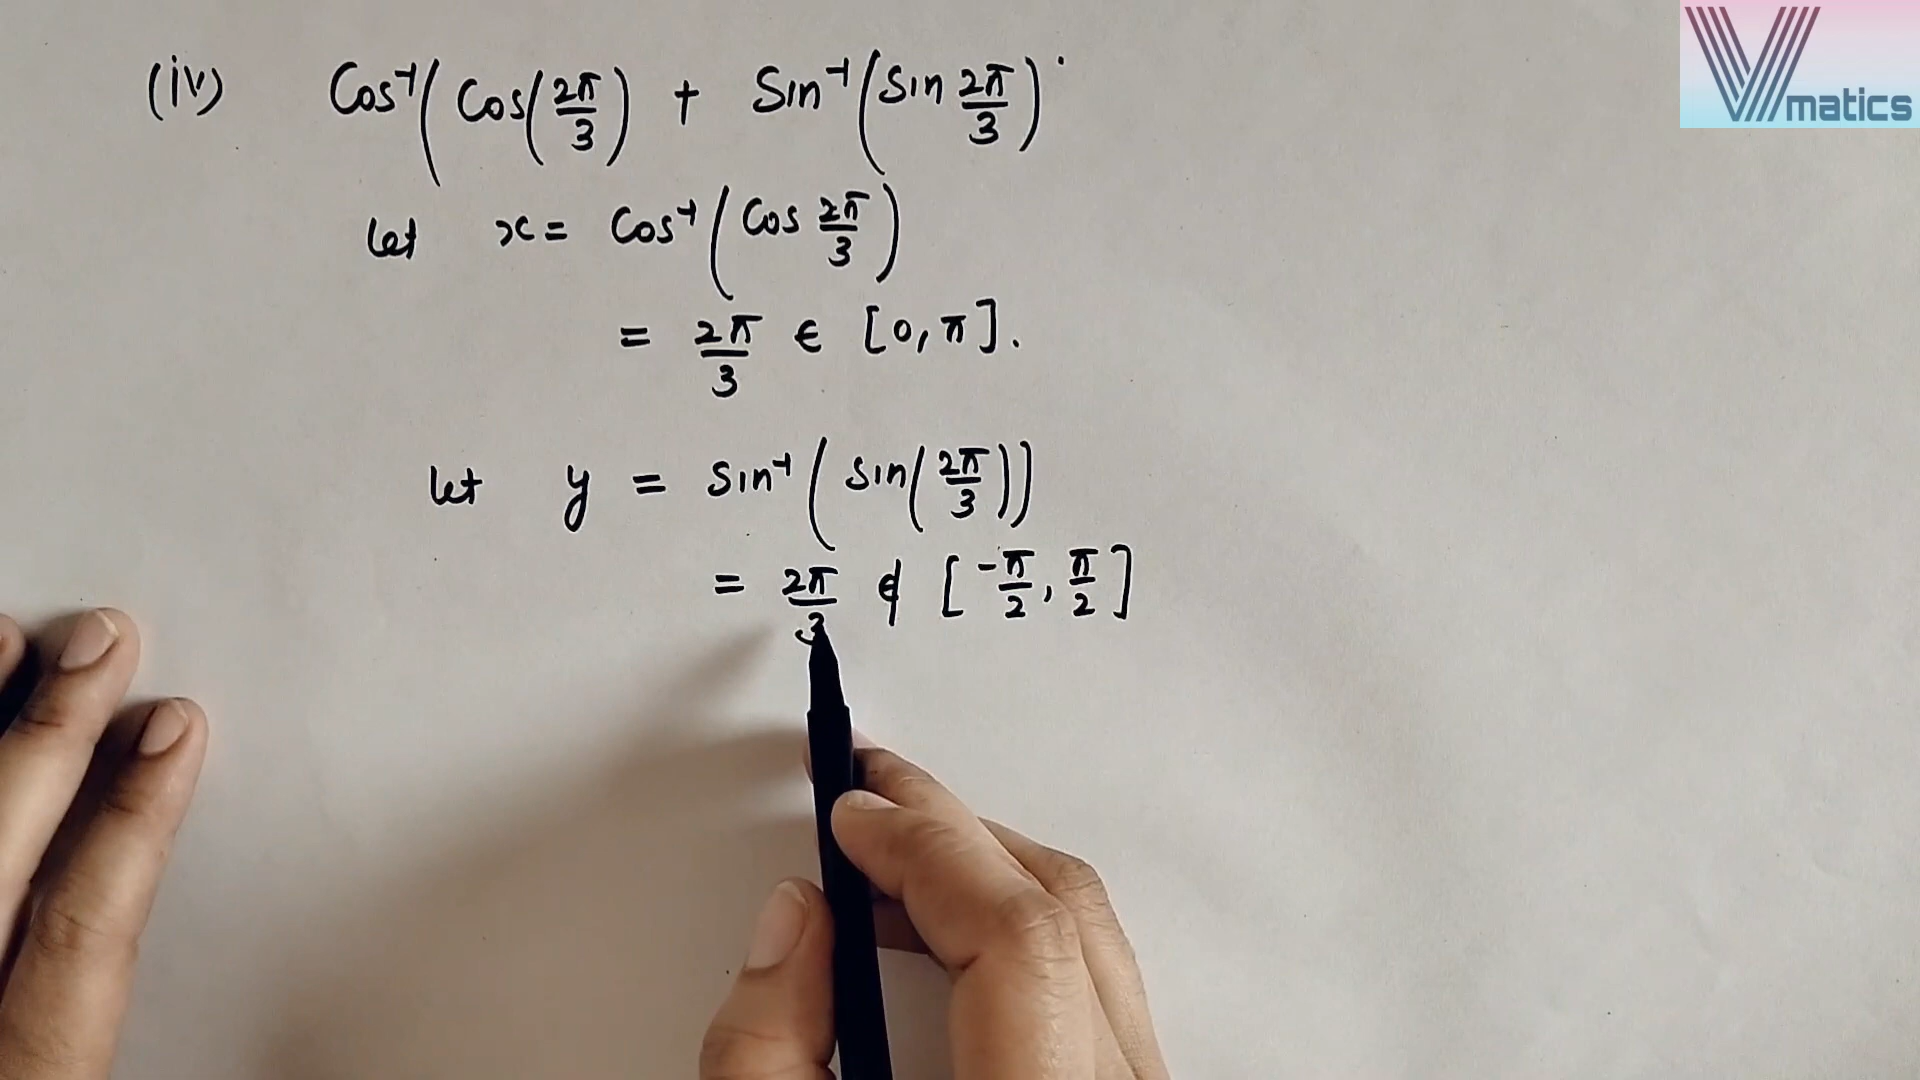 (iv) Cos⁻¹(Cos(2π/3) + Sin⁻¹(Sin 2π/3).
Vmatics
let x = Cos⁻¹(Cos 2π/3)
= 2π/3 ∈ [0, π].
let y = Sin⁻¹(Sin(2π/3))
= 2π/3 ∉ [-π/2, π/2]